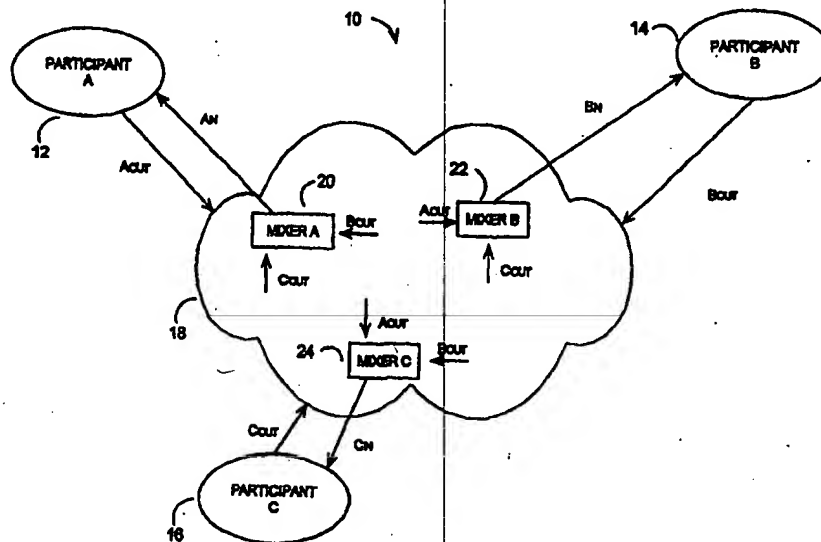 10
14
PARTICIPANT
A
PARTICIPANT
B
12
AIN
BIN
AOUT
BOUT
20
22
MIXER A
BOUT
AOUT
MIXER B
COUT
COUT
18
AOUT
24
MIXER C
BOUT
COUT
CIN
PARTICIPANT
C
16